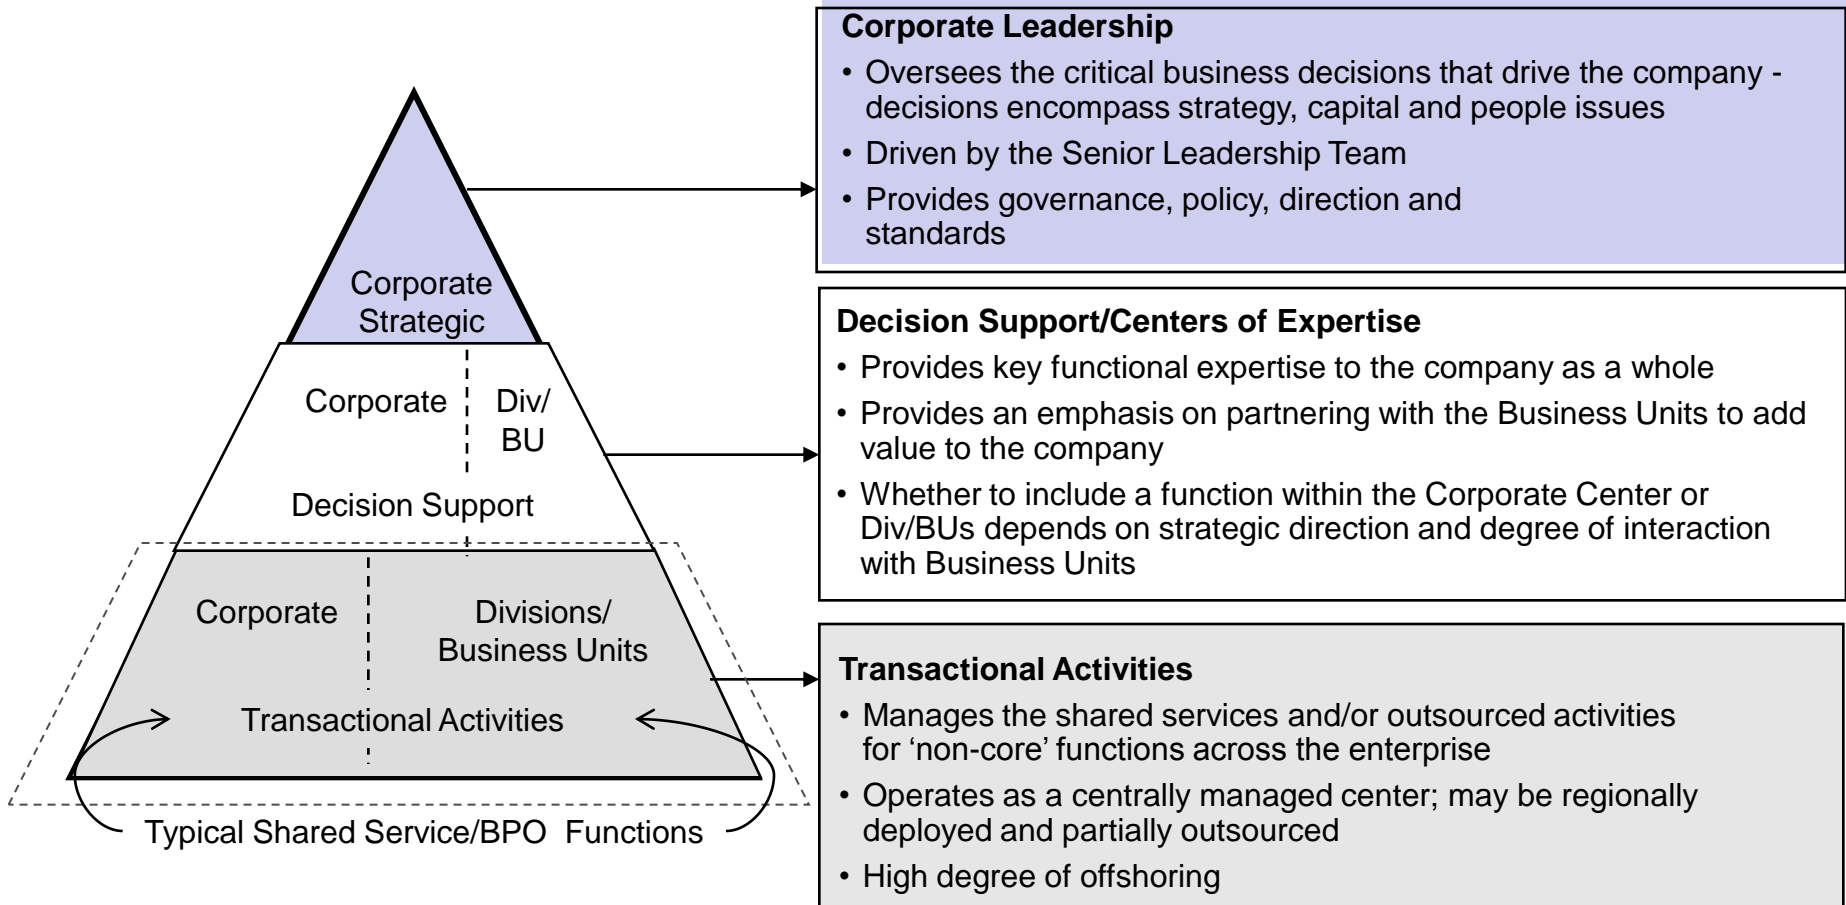 Corporate
Strategic
Corporate
Div/
BU
Decision Support
Corporate
Divisions/
Business Units
Transactional Activities
Typical Shared Service/BPO Functions
Corporate Leadership
• Oversees the critical business decisions that drive the company -
decisions encompass strategy, capital and people issues
• Driven by the Senior Leadership Team
• Provides governance, policy, direction and
standards
Decision Support/Centers of Expertise
• Provides key functional expertise to the company as a whole
• Provides an emphasis on partnering with the Business Units to add
value to the company
• Whether to include a function within the Corporate Center or
Div/BUs depends on strategic direction and degree of interaction
with Business Units
Transactional Activities
• Manages the shared services and/or outsourced activities
for ‘non-core’ functions across the enterprise
• Operates as a centrally managed center; may be regionally
deployed and partially outsourced
• High degree of offshoring